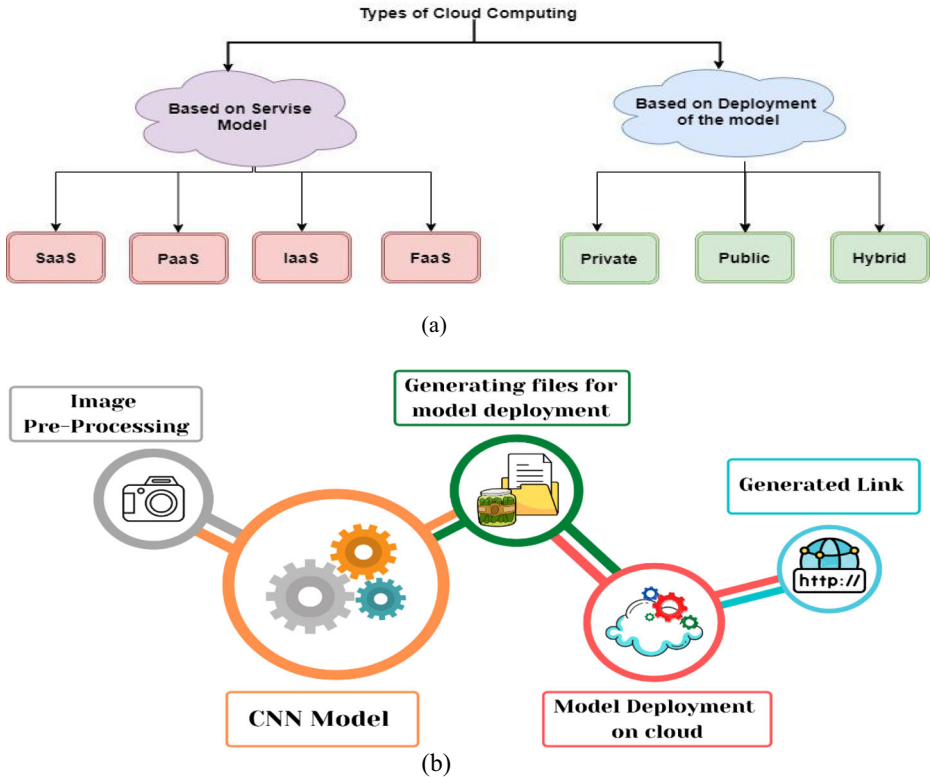 Types of Cloud Computing
Based on Servise
Model
Based on Deployment
of the model
SaaS
PaaS
IaaS
FaaS
Private
Public
Hybrid
(a)
Image
Pre-Processing
Generating files for
model deployment
Generated Link
http://
CNN Model
Model Deployment
on cloud
(b)